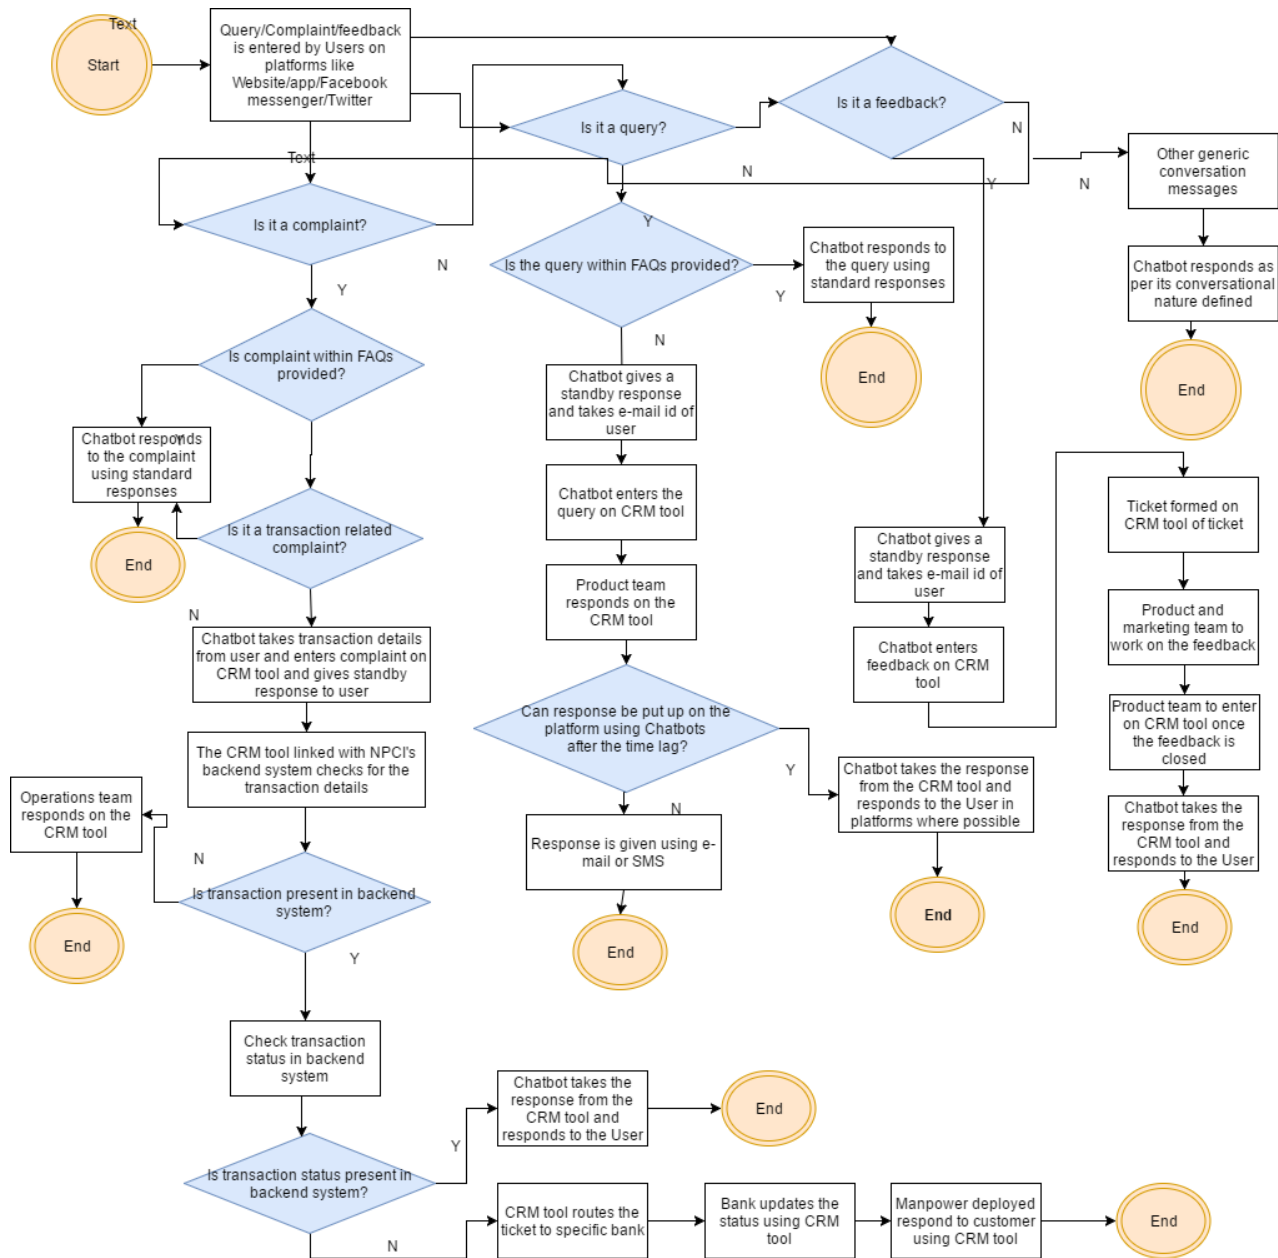 Text
Start
Query/Complaint/feedback
is entered by Users on
platforms like
Website/app/Facebook
messenger/Twitter
Is it a feedback?
Is it a query?
N
Other generic
conversation
messages
Text
N
Y
N
Is it a complaint?
Y
N
Is the query within FAQs provided?
Chatbot responds to
the query using
standard responses
Y
Chatbot responds as
per its conversational
nature defined
Y
N
Is complaint within FAQs
provided?
End
End
Chatbot gives a
standby response
and takes e-mail id of
user
Chatbot responds
to the complaint
using standard
responses
Y
Chatbot enters the
query on CRM tool
Ticket formed on
CRM tool of ticket
Is it a transaction related
complaint?
End
Chatbot gives a
standby response
and takes e-mail id of
user
Product team
responds on the
CRM tool
Product and
marketing team to
work on the feedback
N
Chatbot takes transaction details
from user and enters complaint on
CRM tool and gives standby
response to user
Chatbot enters
feedback on CRM
tool
Can response be put up on the
platform using Chatbots
after the time lag?
Product team to enter
on CRM tool once
the feedback is
closed
The CRM tool linked with NPCI's
backend system checks for the
transaction details
Y
Chatbot takes the response
from the CRM tool and
responds to the User in
platforms where possible
Operations team
responds on the
CRM tool
N
Chatbot takes the
response from the
CRM tool and
responds to the User
Response is given using e-
mail or SMS
N
Is transaction present in backend
system?
End
End
End
End
Y
Check transaction
status in backend
system
Chatbot takes the
response from the
CRM tool and
responds to the User
End
Y
Is transaction status present in
backend system?
CRM tool routes the
ticket to specific bank
Bank updates the
status using CRM
tool
Manpower deployed
respond to customer
using CRM tool
End
N